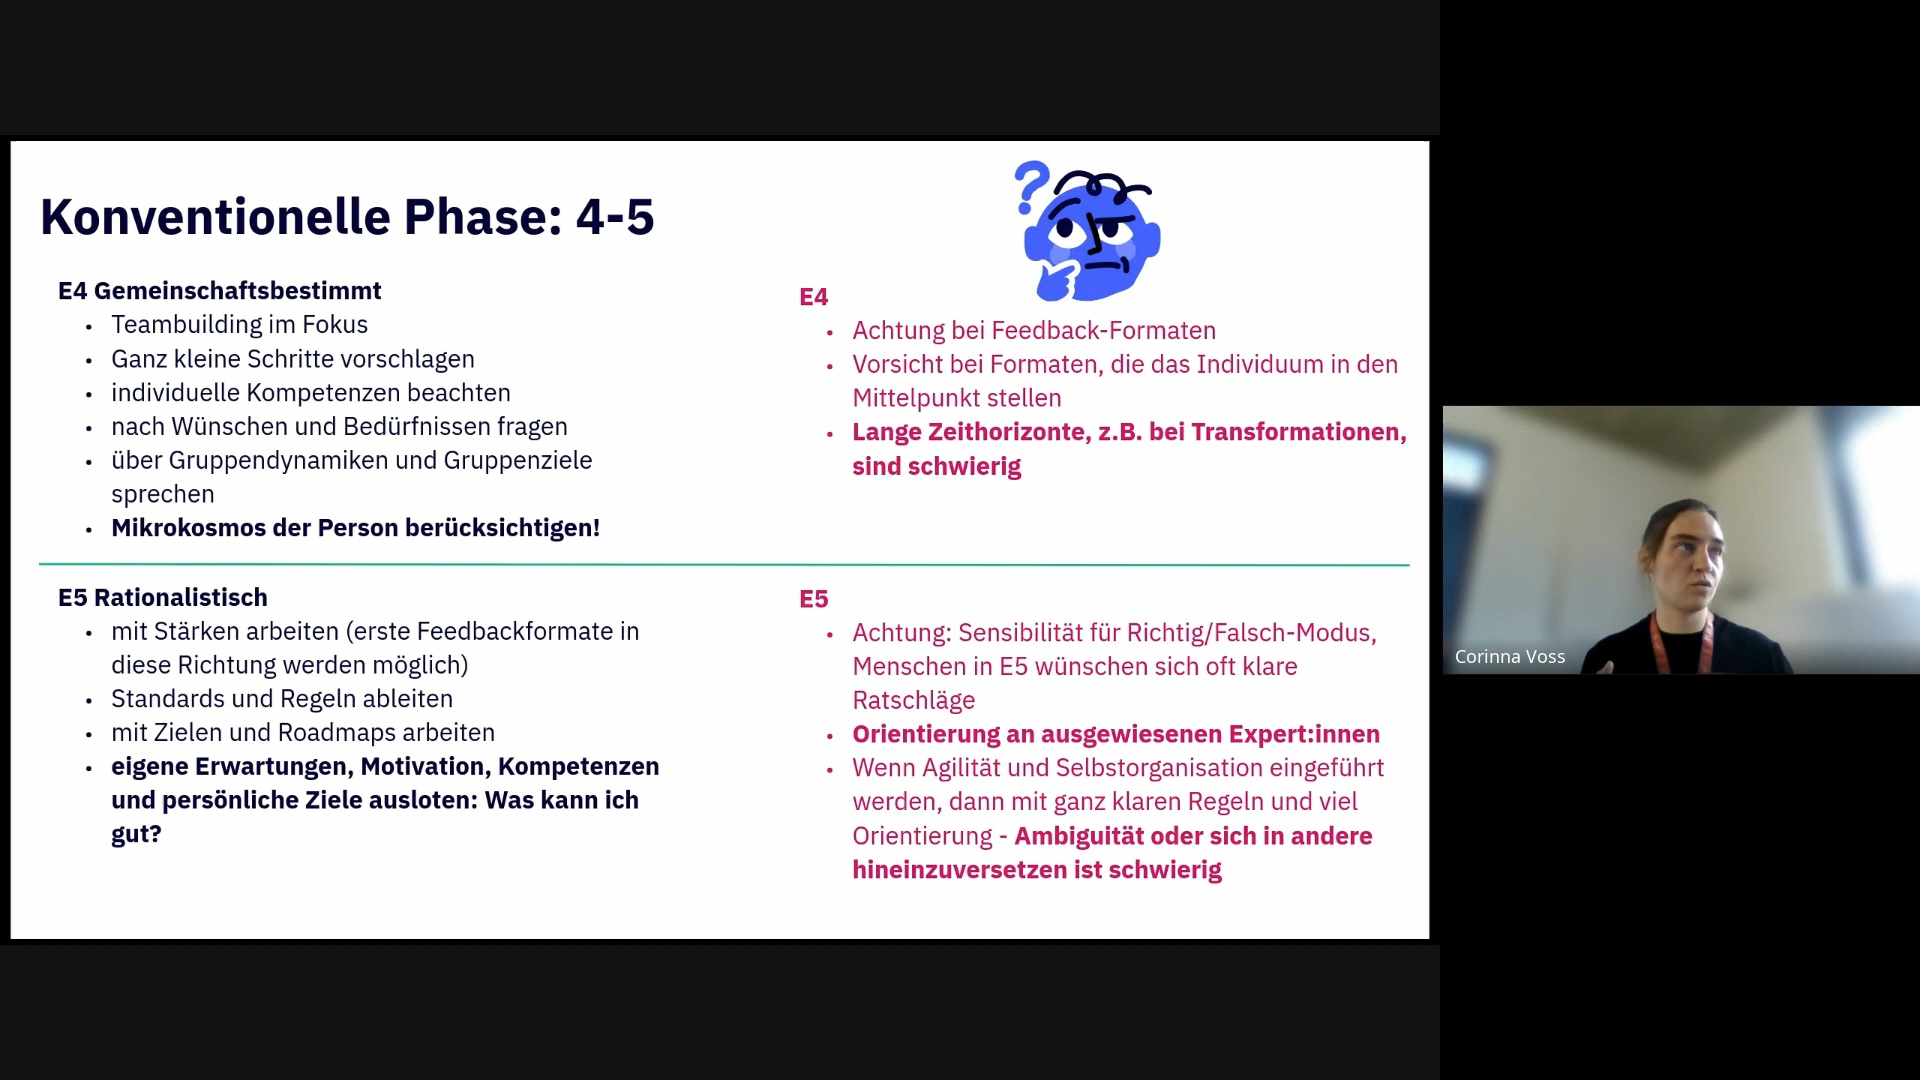 Konventionelle Phase: 4-5
E4 Gemeinschaftsbestimmt
• Teambuilding im Fokus
• Ganz kleine Schritte vorschlagen
• individuelle Kompetenzen beachten
• nach Wünschen und Bedürfnissen fragen
• über Gruppendynamiken und Gruppenziele
sprechen
• Mikrokosmos der Person berücksichtigen!
?
E4
• Achtung bei Feedback-Formaten
• Vorsicht bei Formaten, die das Individuum in den
Mittelpunkt stellen
• Lange Zeithorizonte, z.B. bei Transformationen,
sind schwierig
E5 Rationalistisch
• mit Stärken arbeiten (erste Feedbackformate in
diese Richtung werden möglich)
• Standards und Regeln ableiten
• mit Zielen und Roadmaps arbeiten
• eigene Erwartungen, Motivation, Kompetenzen
und persönliche Ziele ausloten: Was kann ich
gut?
E5
• Achtung: Sensibilität für Richtig/Falsch-Modus,
Menschen in E5 wünschen sich oft klare
Ratschläge
• Orientierung an ausgewiesenen Expert:innen
• Wenn Agilität und Selbstorganisation eingeführt
werden, dann mit ganz klaren Regeln und viel
Orientierung - Ambiguität oder sich in andere
hineinzuversetzen ist schwierig
Corinna Voss